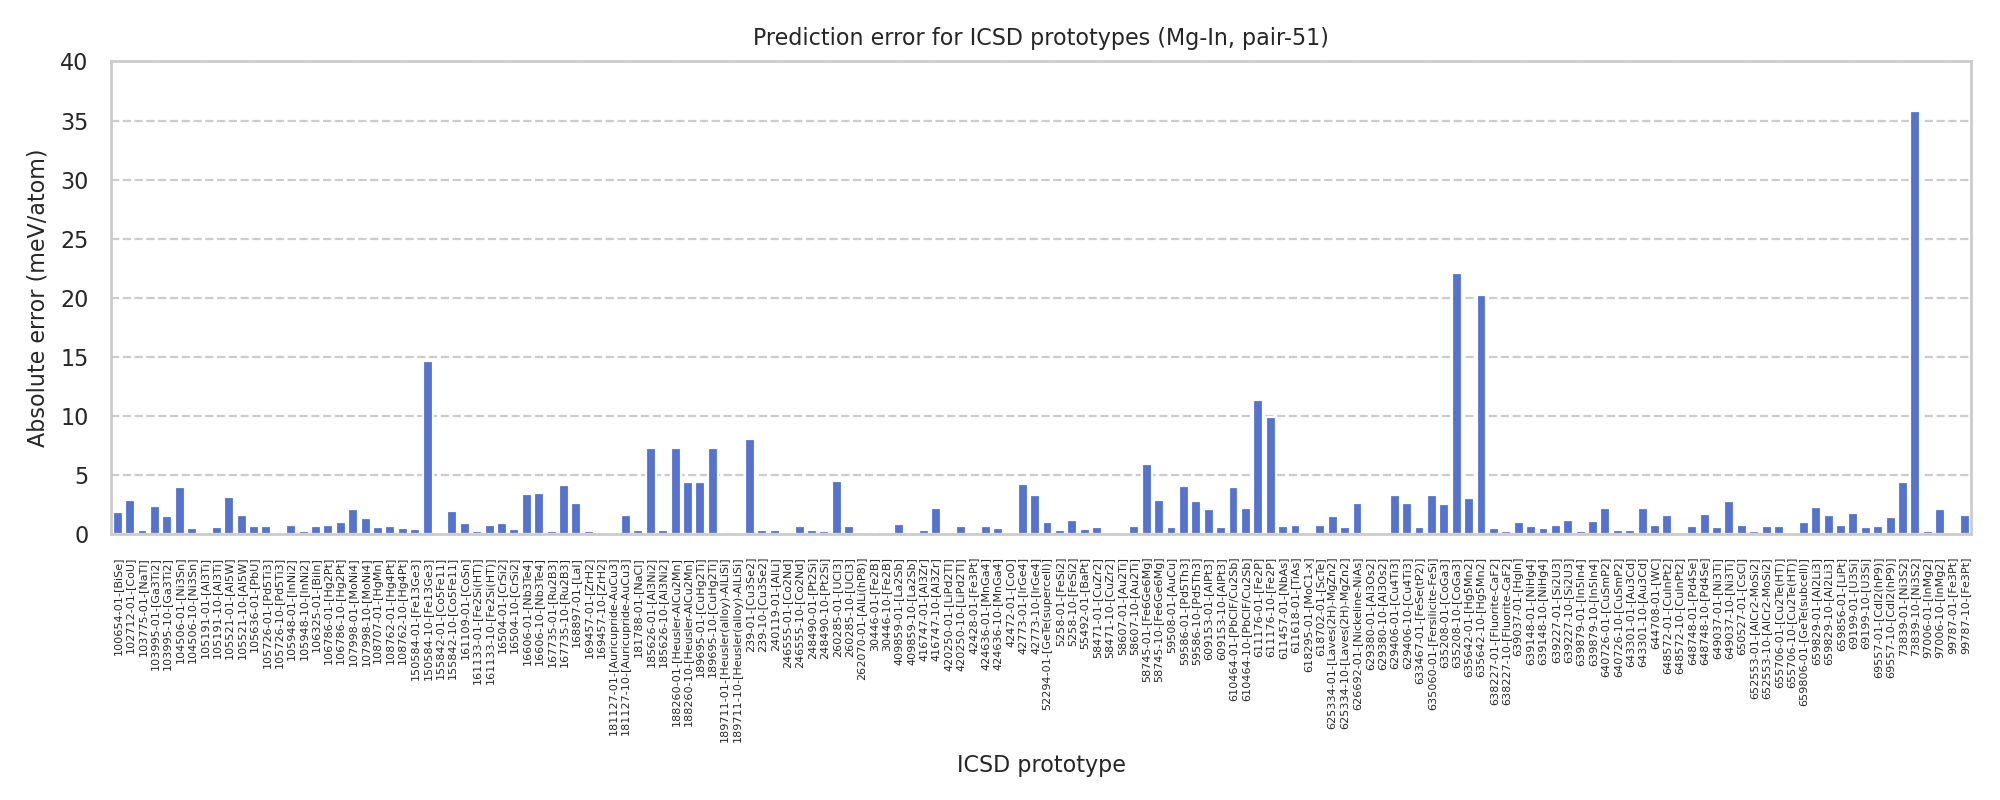 Prediction error for ICSD prototypes (Mg-In, pair-51)
Absolute error (meV/atom)
40
35
30
25
20
15
10
5
0
100654-01-[BiSe]
102712-01-[CoU]
103775-01-[NaTl]
103995-01-[Ga3Ti2]
103995-10-[Ga3Ti2]
104506-01-[Ni3Sn]
104506-10-[Ni3Sn]
105191-01-[Al3Ti]
105191-10-[Al3Ti]
105521-01-[Al5W]
105521-10-[Al5W]
105636-01-[PbU]
105726-01-[Pd5Ti3]
105726-10-[Pd5Ti3]
105948-01-[InNi2]
105948-10-[InNi2]
106325-01-[BiIn]
106786-01-[Hg2Pt]
106786-10-[Hg2Pt]
107998-01-[MoNi4]
107998-10-[MoNi4]
108707-01-[HgMn]
108762-01-[Hg4Pt]
108762-10-[Hg4Pt]
150584-01-[Fe13Ge3]
150584-10-[Fe13Ge3]
155842-01-[Co5Fe11]
155842-10-[Co5Fe11]
161109-01-[CoSn]
161133-01-[Fe2Si(HT)]
161133-10-[Fe2Si(HT)]
16504-01-[CrSi2]
16504-10-[CrSi2]
16606-01-[Nb3Te4]
16606-10-[Nb3Te4]
167735-01-[Ru2B3]
167735-10-[Ru2B3]
168897-01-[LaI]
169457-01-[ZrH2]
169457-10-[ZrH2]
181127-01-[Auricupride-AuCu3]
181127-10-[Auricupride-AuCu3]
181788-01-[NaCl]
185626-01-[Al3Ni2]
185626-10-[Al3Ni2]
188260-01-[Heusler-AlCu2Mn]
188260-10-[Heusler-AlCu2Mn]
189695-01-[CuHg2Ti]
189695-10-[CuHg2Ti]
189711-01-[Heusler(alloy)-AlLiSi]
189711-10-[Heusler(alloy)-AlLiSi]
239-01-[Cu3Se2]
239-10-[Cu3Se2]
240119-01-[AlLi]
246555-01-[Co2Nd]
246555-10-[Co2Nd]
248490-01-[Pt2Si]
248490-10-[Pt2Si]
260285-01-[UCl3]
260285-10-[UCl3]
262070-01-[AlLi(hP8)]
30446-01-[Fe2B]
30446-10-[Fe2B]
409859-01-[La2Sb]
409859-10-[La2Sb]
416747-01-[Al3Zr]
416747-10-[Al3Zr]
420250-01-[LiPd2Tl]
420250-10-[LiPd2Tl]
42428-01-[Fe3Pt]
424636-01-[MnGa4]
424636-10-[MnGa4]
42472-01-[CoO]
42773-01-[IrGe4]
42773-10-[IrGe4]
52294-01-[GeTe(supercell)]
5258-01-[FeSi2]
5258-10-[FeSi2]
55492-01-[BaPt]
58471-01-[CuZr2]
58471-10-[CuZr2]
58607-01-[Au2Ti]
58607-10-[Au2Ti]
58745-01-[Fe6Ge6Mg]
58745-10-[Fe6Ge6Mg]
59508-01-[AuCu]
59586-01-[Pd5Th3]
59586-10-[Pd5Th3]
609153-01-[AlPt3]
609153-10-[AlPt3]
610464-01-[PbClF/Cu2Sb]
610464-10-[PbClF/Cu2Sb]
611176-01-[Fe2P]
611176-10-[Fe2P]
611457-01-[NbAs]
611618-01-[TiAs]
618295-01-[MoC1-x]
618702-01-[ScTe]
625334-01-[Laves(2H)-MgZn2]
625334-10-[Laves(2H)-MgZn2]
626692-01-[Nickeline-NiAs]
629380-01-[Al3Os2]
629380-10-[Al3Os2]
629406-01-[Cu4Ti3]
629406-10-[Cu4Ti3]
633467-01-[FeSe(tP2)]
635060-01-[Fersilicite-FeSi]
635208-01-[CoGa3]
635208-10-[CoGa3]
635642-01-[Hg5Mn2]
635642-10-[Hg5Mn2]
638227-01-[Fluorite-CaF2]
638227-10-[Fluorite-CaF2]
639037-01-[HgIn]
639148-01-[NiHg4]
639148-10-[NiHg4]
639227-01-[Si2U3]
639227-10-[Si2U3]
639879-01-[In5In4]
639879-10-[In5In4]
640726-01-[CuSmP2]
640726-10-[CuSmP2]
643301-01-[Au3Cd]
643301-10-[Au3Cd]
644708-01-[WC]
648572-01-[CuInPt2]
648572-10-[CuInPt2]
648748-01-[Pd4Se]
648748-10-[Pd4Se]
649037-01-[Ni3Ti]
649037-10-[Ni3Ti]
650527-01-[CsCl]
652553-01-[AlCr2-MoSi2]
652553-10-[AlCr2-MoSi2]
655706-01-[Cu2Te(HT)]
655706-10-[Cu2Te(HT)]
659806-01-[GeTe(subcell)]
659829-01-[Al2Li3]
659829-10-[Al2Li3]
659856-01-[LiPt]
69199-01-[U3Si]
69199-10-[U3Si]
69557-01-[CdI2(hP9)]
69557-10-[CdI2(hP9)]
73839-01-[Ni3S2]
73839-10-[Ni3S2]
97006-01-[InMg2]
97006-10-[InMg2]
99787-01-[Fe3Pt]
99787-10-[Fe3Pt]
ICSD prototype